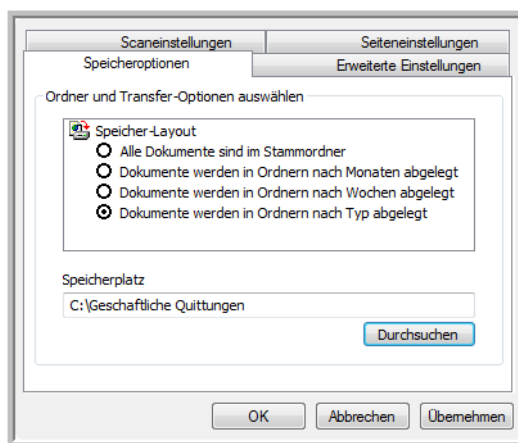 Scaneinstellungen
Seiteneinstellungen
Speicheroptionen
Erweiterte Einstellungen
Ordner und Transfer-Optionen auswählen
Speicher-Layout
Alle Dokumente sind im Stammordner
Dokumente werden in Ordnern nach Monaten abgelegt
Dokumente werden in Ordnern nach Wochen abgelegt
Dokumente werden in Ordnern nach Typ abgelegt
Speicherplatz
C:\Geschaftliche Quittungen
Durchsuchen
OK
Abbrechen
Übernehmen